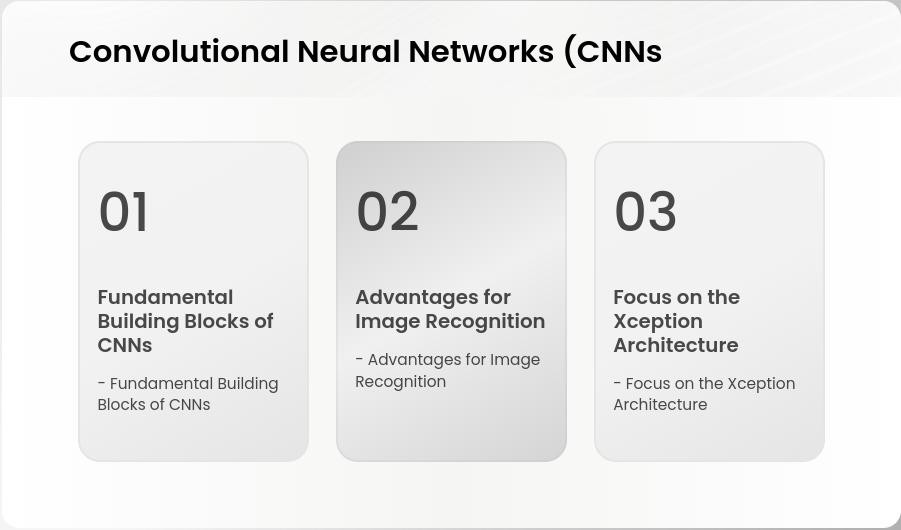 Convolutional Neural Networks (CNNs
01
Fundamental
Building Blocks of
CNNs
- Fundamental Building
Blocks of CNNs
02
Advantages for
Image Recognition
- Advantages for Image
Recognition
03
Focus on the
Xception
Architecture
- Focus on the Xception
Architecture